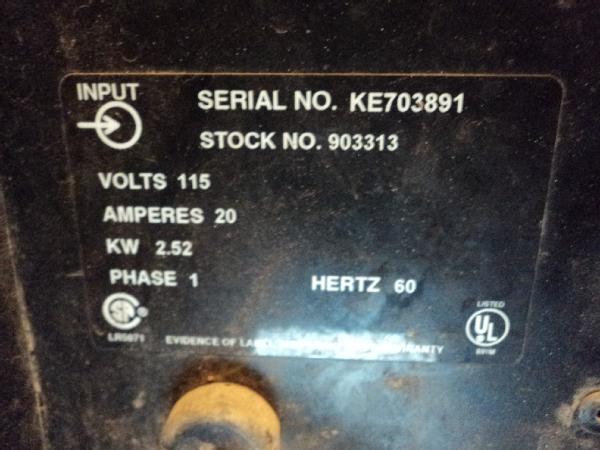 INPUT
SERIAL NO. KE703891
STOCK NO. 903313
VOLTS 115
AMPERES 20
KW 2.52
PHASE 1
HERTZ 60
LISTED
UL
EVIDENCE OF LABEL